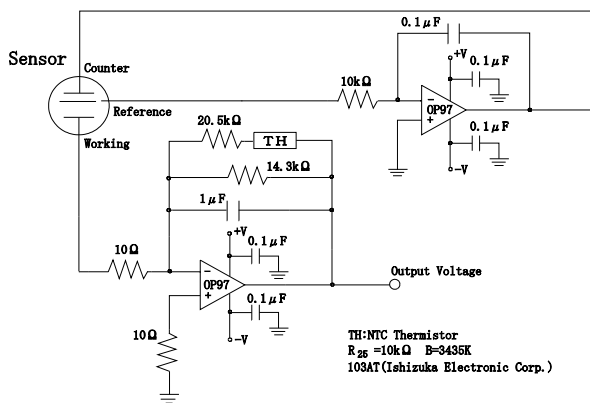 0.1μF
Sensor
+V
0.1μF
Counter
10kΩ
−
OP97
+
Reference
20.5kΩ
TH
0.1μF
Working
14.3kΩ
-V
1μF
+V
10Ω
0.1μF
−
OP97
+
Output Voltage
0.1μF
10Ω
-V
TH:NTC Thermistor
R25 =10kΩ B=3435K
103AT(Ishizuka Electronic Corp.)